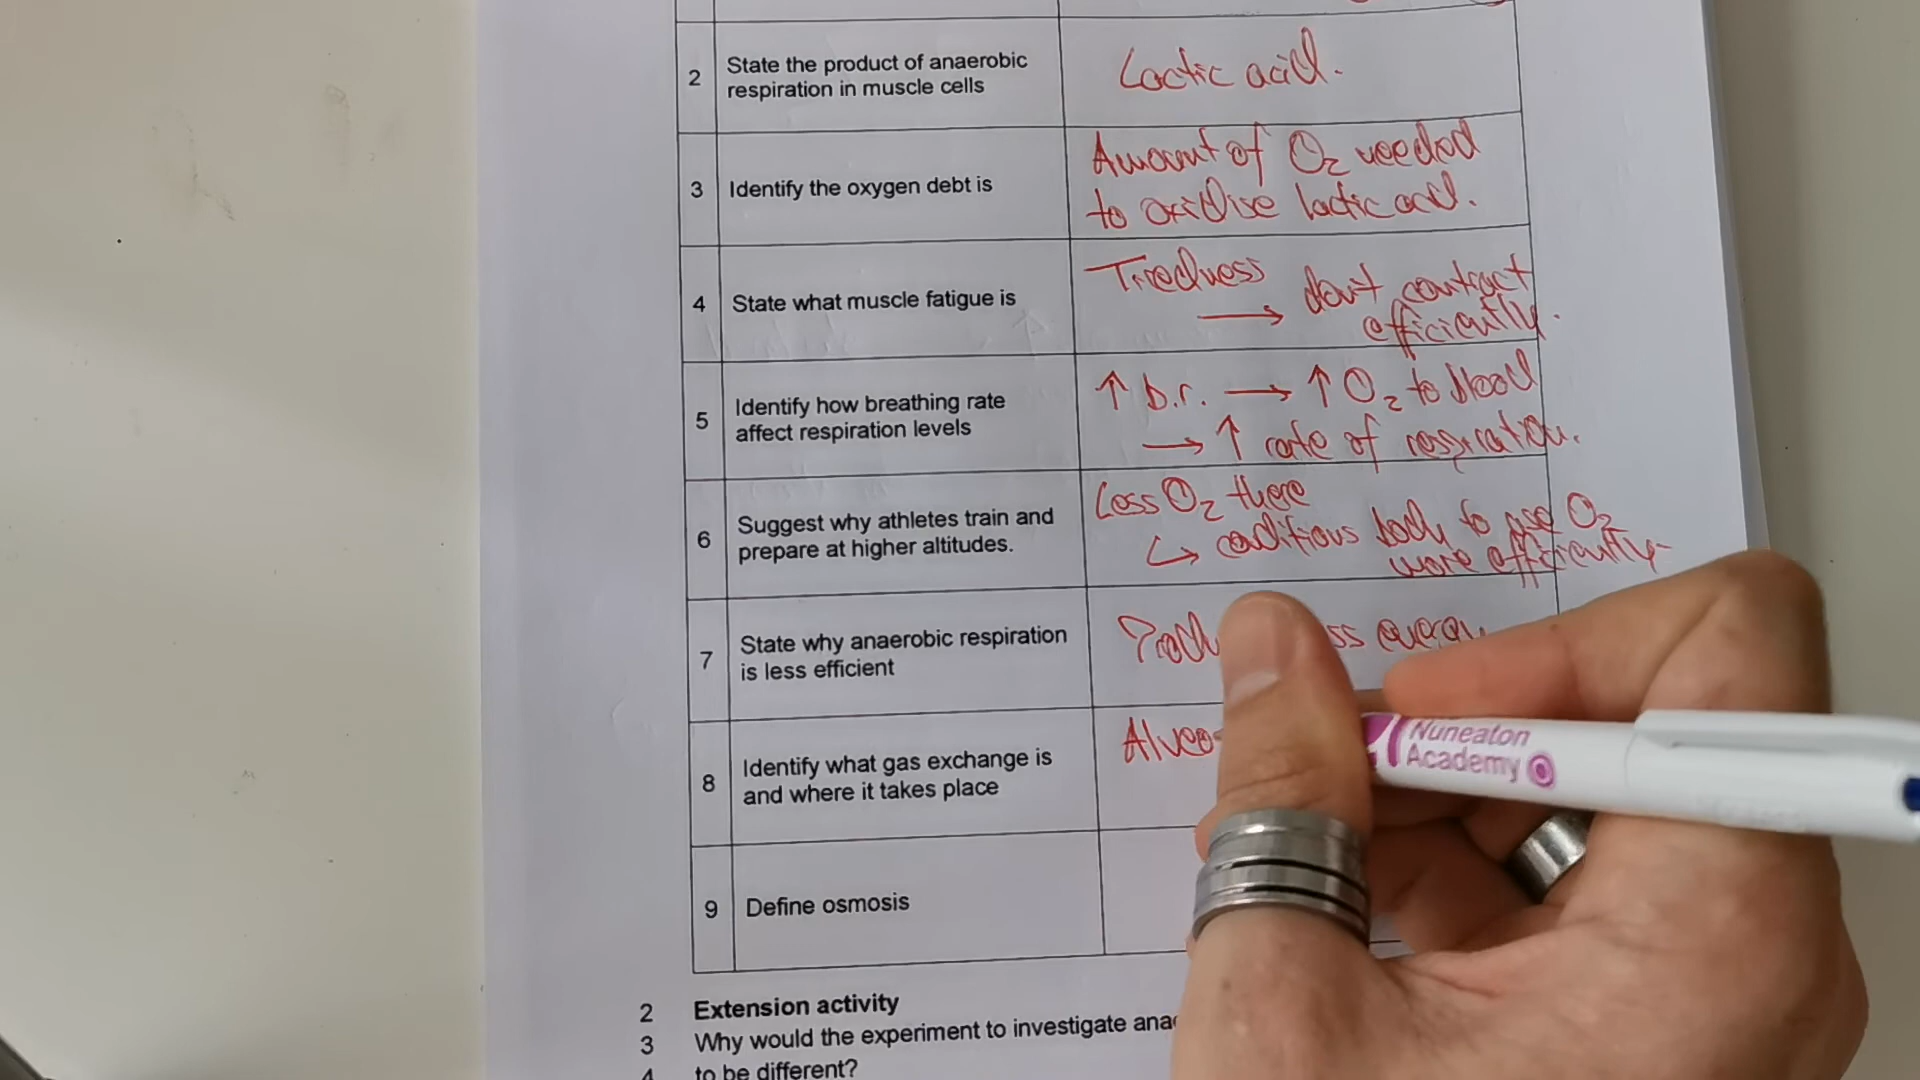 2 State the product of anaerobic
respiration in muscle cells
Lactic acid.
3 Identify the oxygen debt is
Amount of O₂ needed
to oxidise lactic acid.
4 State what muscle fatigue is
Tiredness
→ don't contract
efficiently.
5 Identify how breathing rate
affect respiration levels
↑ b.r. → ↑ O₂ to blood
→ ↑ rate of respiration.
6 Suggest why athletes train and
prepare at higher altitudes.
Less O₂ there
↳ conditions body to use O₂
more efficiently
7 State why anaerobic respiration
is less efficient
energy
8 Identify what gas exchange is
and where it takes place
Alveo
9 Define osmosis
Nuneaton
Academy
2 Extension activity
3 Why would the experiment to investigate ana
4 to be different?